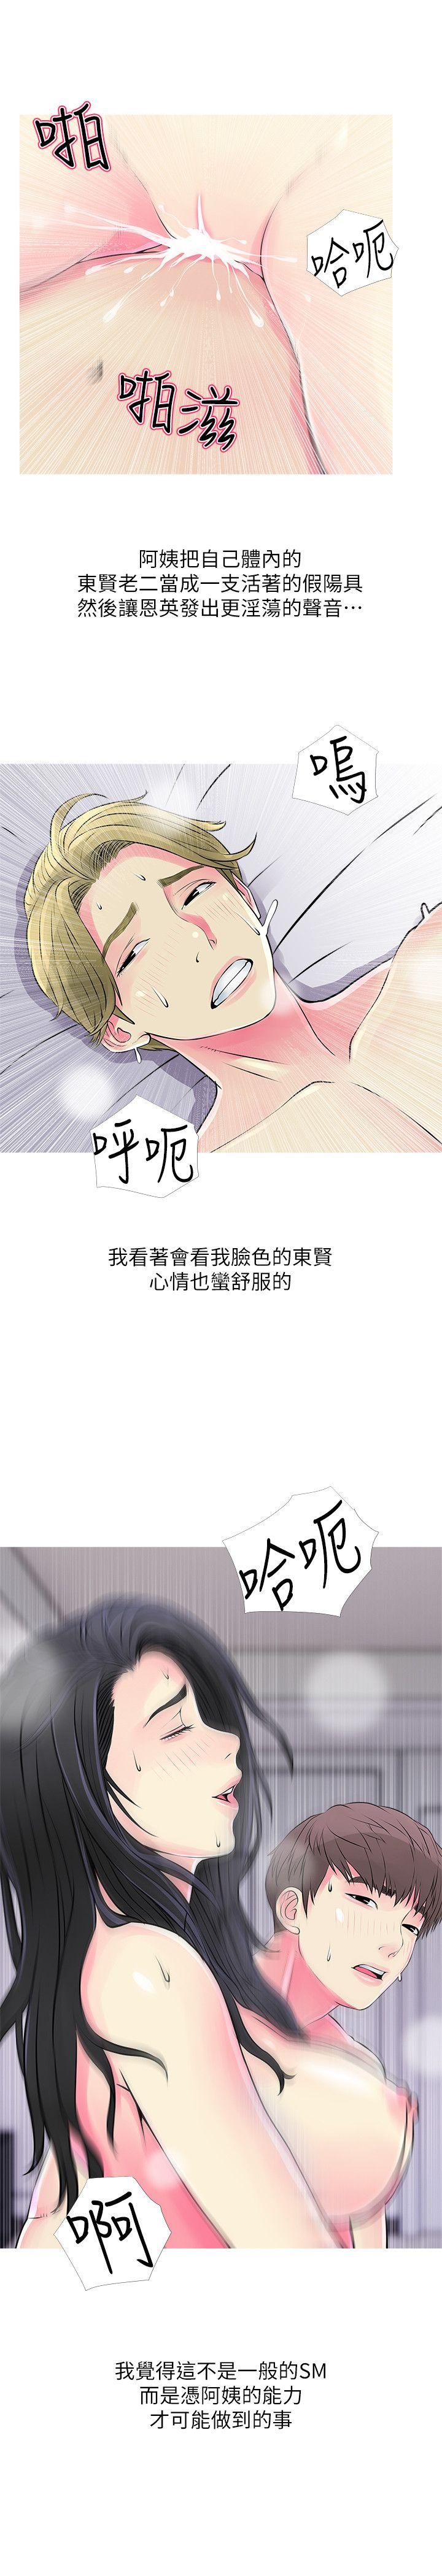 啪
哈呃
啪滋
阿姨把自己體內的
東賢老二當成一支活著的假陽具
然後讓恩英發出更淫蕩的聲音…
嗚
呼呃
我看著會看我臉色的東賢
心情也蠻舒服的
哈呃
啊
我覺得這不是一般的SM
而是憑阿姨的能力
才可能做到的事